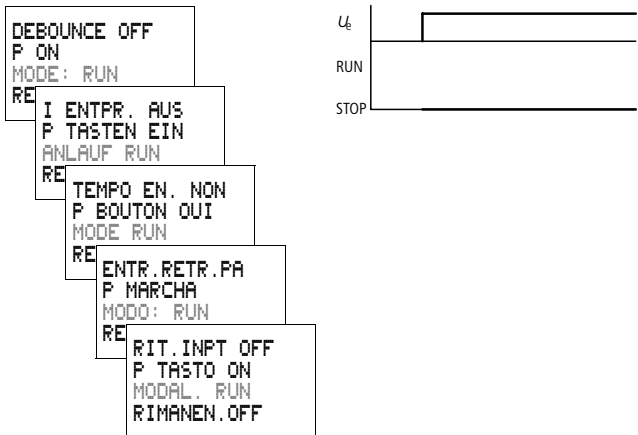 DEBOUNCE OFF
P ON
MODE: RUN
RE
I ENTPR. AUS
P TASTEN EIN
ANLAUF RUN
RE
TEMPO EN. NON
P BOUTON OUI
MODE RUN
RE
ENTR.RETR.PA
P MARCHA
MODO: RUN
RE
RIT.INPT OFF
P TASTO ON
MODAL. RUN
RIMANEN.OFF
Ue
RUN
STOP